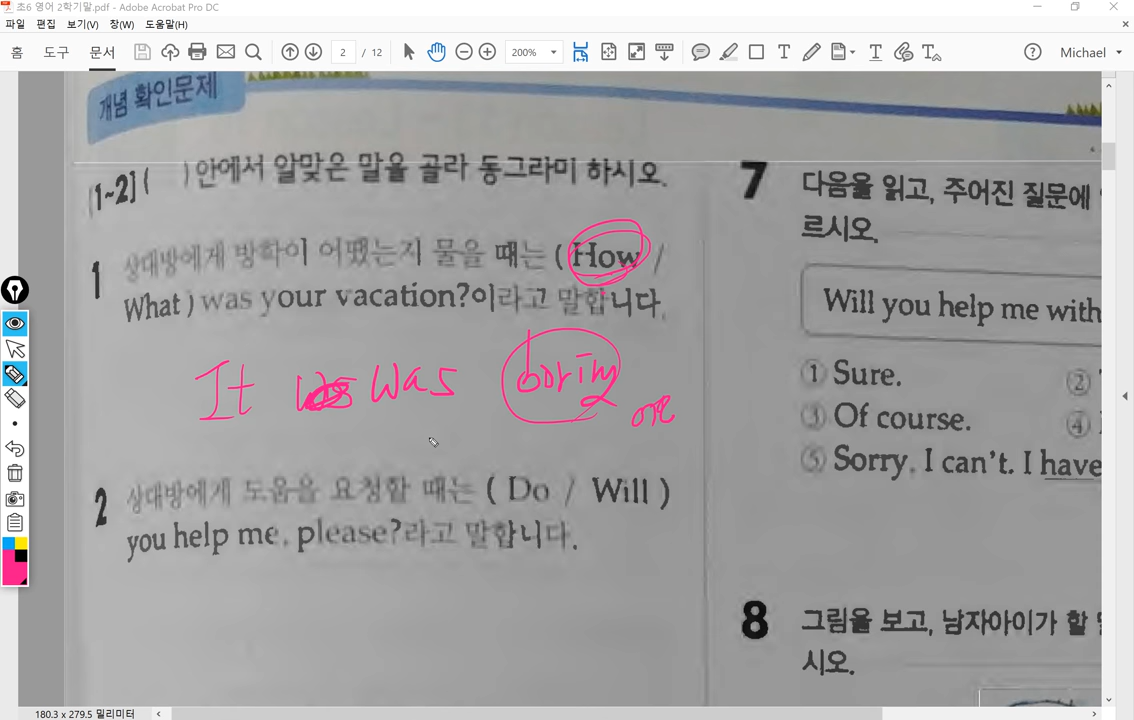 초6 영어 2학기말.pdf - Adobe Acrobat Pro DC
파일 편집 보기(V) 창(W) 도움말(H)
홈 도구 문서 2 / 12 200% Michael
개념 확인문제
[1~2] ( ) 안에서 알맞은 말을 골라 동그라미 하시오.
1 상대방에게 방학이 어땠는지 물을 때는 ( How /
What ) was your vacation?이라고 말합니다.
It was boring
2 상대방에게 도움을 요청할 때는 ( Do / Will )
you help me, please?라고 말합니다.
7 다음을 읽고, 주어진 질문에
르시오.
Will you help me with
① Sure. ②
③ Of course. ④
⑤ Sorry, I can't. I have
8 그림을 보고, 남자아이가 할
시오.
180.3 x 279.5 밀리미터